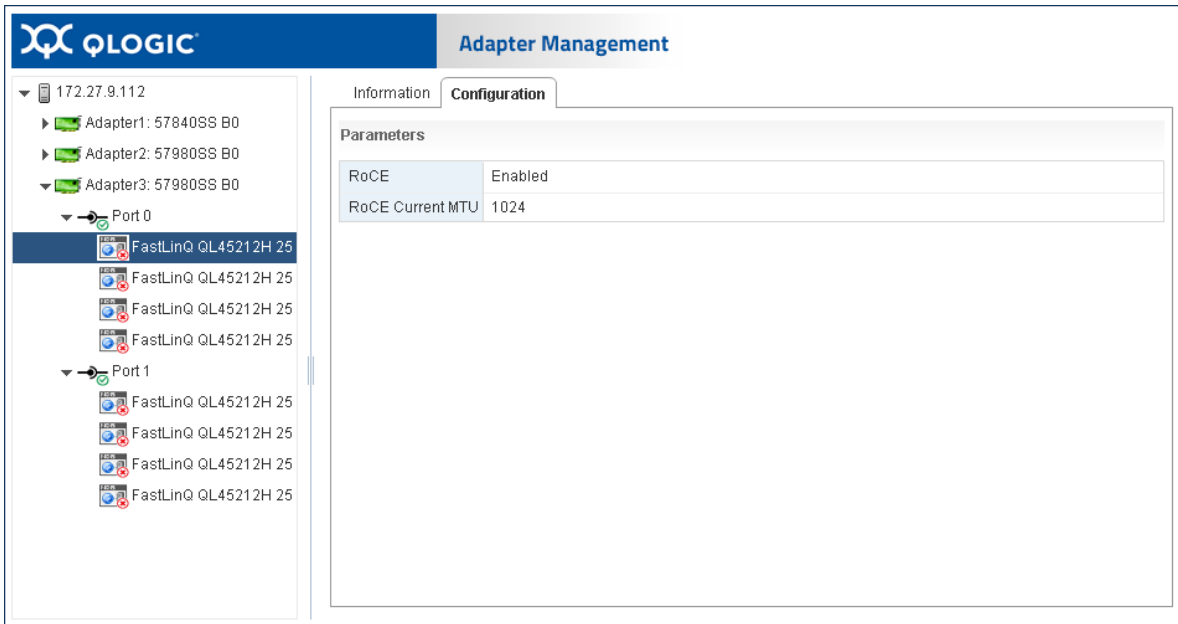 QLOGIC
Adapter Management
172.27.9.112
Adapter1: 57840SS B0
Adapter2: 57980SS B0
Adapter3: 57980SS B0
Port 0
FastLinQ QL45212H 25
FastLinQ QL45212H 25
FastLinQ QL45212H 25
FastLinQ QL45212H 25
Port 1
FastLinQ QL45212H 25
FastLinQ QL45212H 25
FastLinQ QL45212H 25
FastLinQ QL45212H 25
Information Configuration
Parameters
RoCE Enabled
RoCE Current MTU 1024